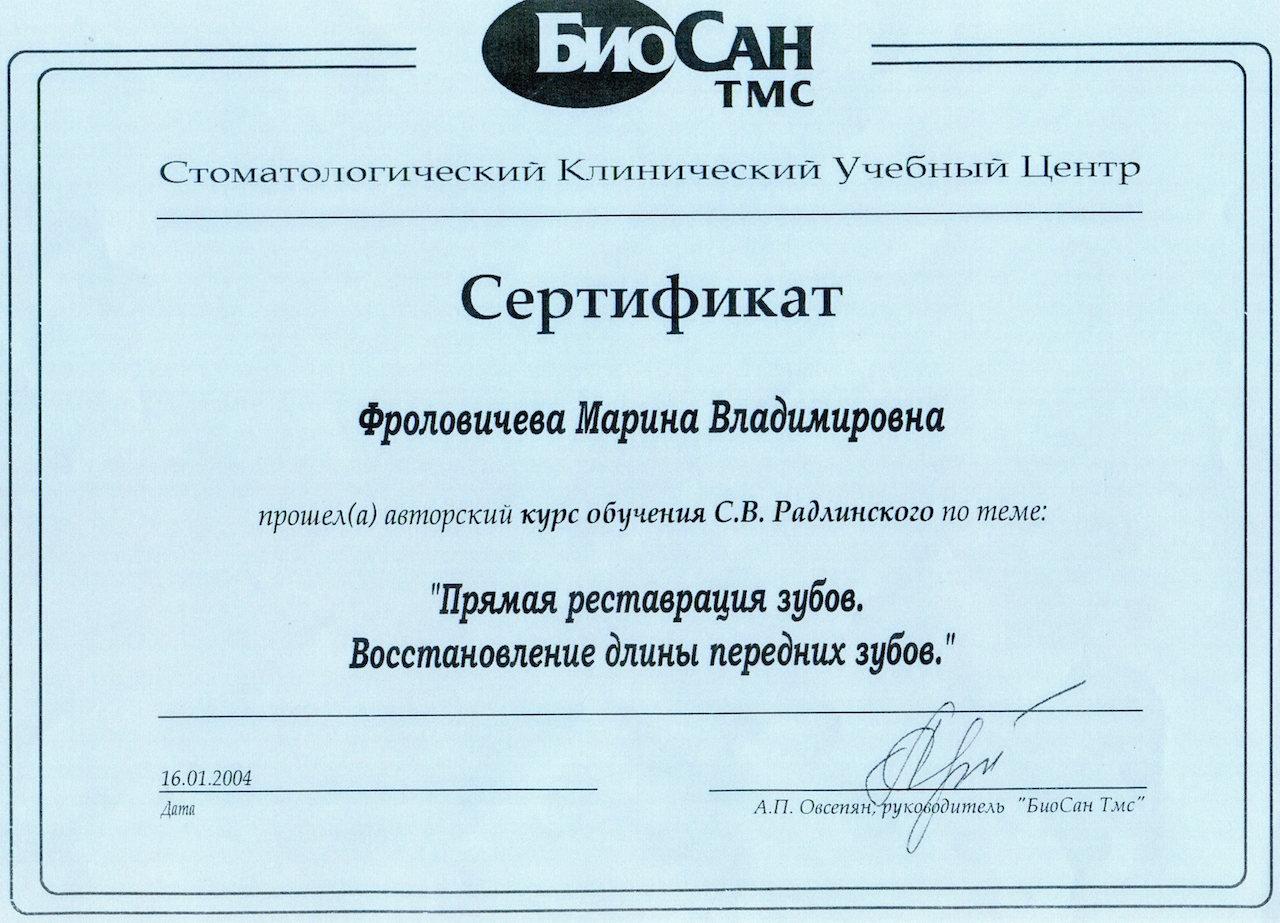 БиоСан
ТМС
Стоматологический Клинический Учебный Центр
Сертификат
Фроловичева Марина Владимировна
прошел(а) авторский курс обучения С.В. Радлинского по теме:
"Прямая реставрация зубов.
Восстановление длины передних зубов."
16.01.2004
Дата
А.П. Овсепян, руководитель "БиоСан Тмс"